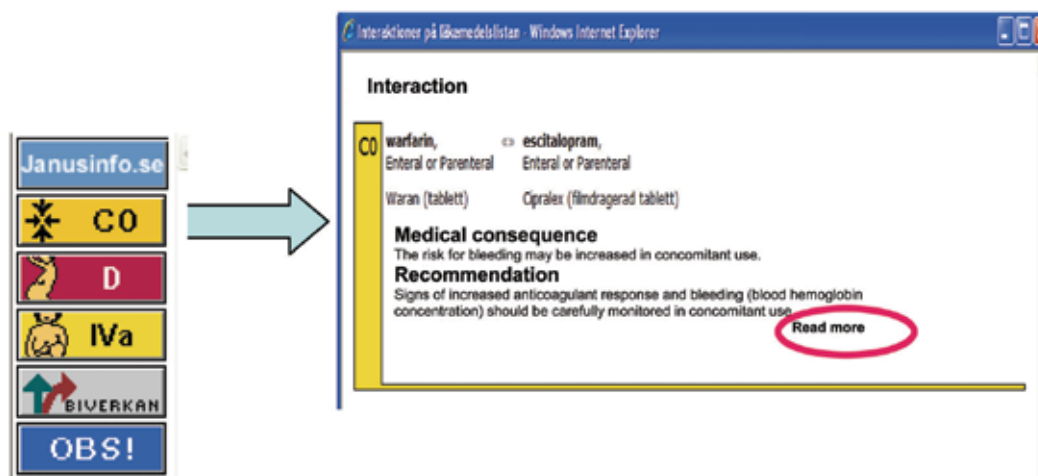 Janusinfo.se
C0
D
IVa
BIVERKAN
OBS!
Interaktioner på läkemedelslistan - Windows Internet Explorer
Interaction
C0
warfarin, ⇔ escitalopram,
Enteral or Parenteral Enteral or Parenteral
Waran (tablett) Cipralex (filmdragerad tablett)
Medical consequence
The risk for bleeding may be increased in concomitant use.
Recommendation
Signs of increased anticoagulant response and bleeding (blood hemoglobin
concentration) should be carefully monitored in concomitant use.
Read more